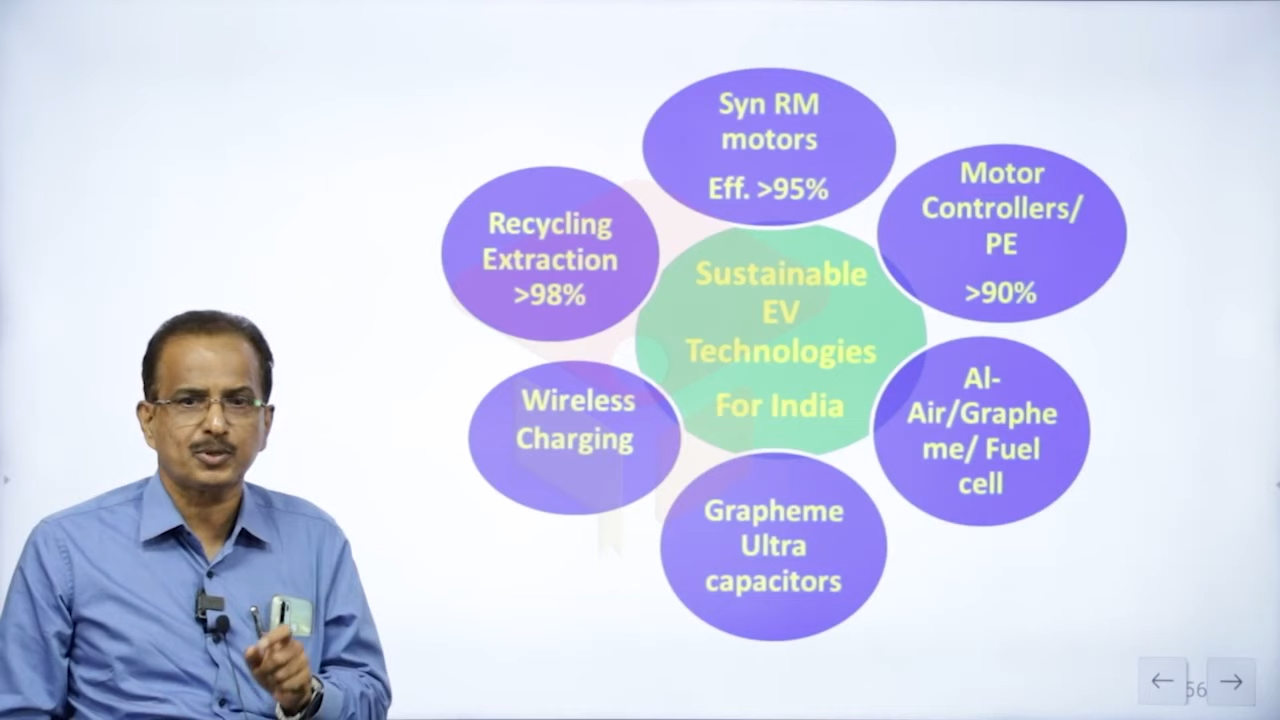 Syn RM
motors
Eff. >95%
Motor
Controllers/
PE
>90%
Recycling
Extraction
>98%
Sustainable
EV
Technologies
For India
Al-
Air/Graphe
me/ Fuel
cell
Wireless
Charging
Grapheme
Ultra
capacitors
56